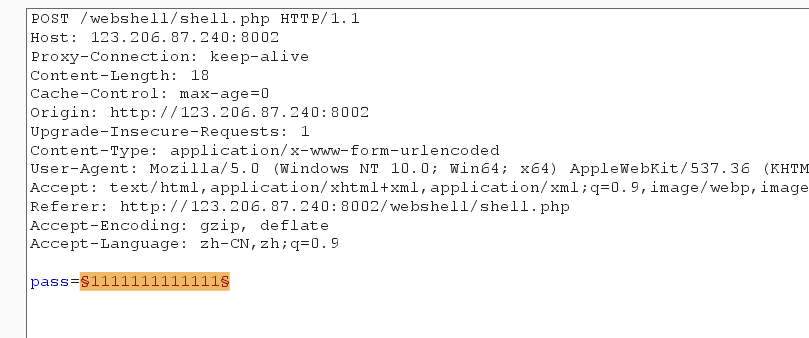 POST /webshell/shell.php HTTP/1.1
Host: 123.206.87.240:8002
Proxy-Connection: keep-alive
Content-Length: 18
Cache-Control: max-age=0
Origin: http://123.206.87.240:8002
Upgrade-Insecure-Requests: 1
Content-Type: application/x-www-form-urlencoded
User-Agent: Mozilla/5.0 (Windows NT 10.0; Win64; x64) AppleWebKit/537.36 (KHTM
Accept: text/html,application/xhtml+xml,application/xml;q=0.9,image/webp,image
Referer: http://123.206.87.240:8002/webshell/shell.php
Accept-Encoding: gzip, deflate
Accept-Language: zh-CN,zh;q=0.9
pass=§1111111111111§